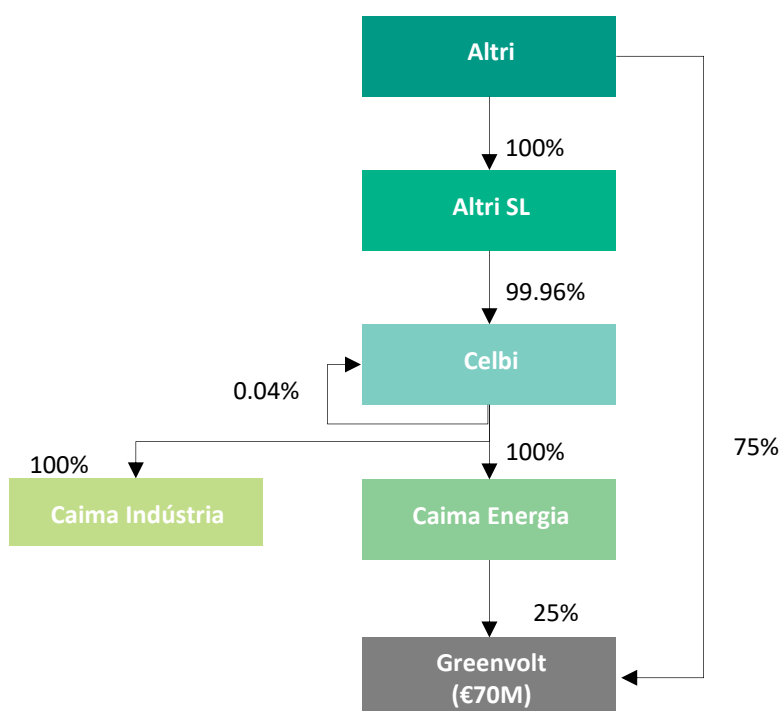 Altri
100%
Altri SL
99.96%
Celbi
0.04%
100%
100%
75%
Caima Indústria
Caima Energia
25%
Greenvolt
(€70M)